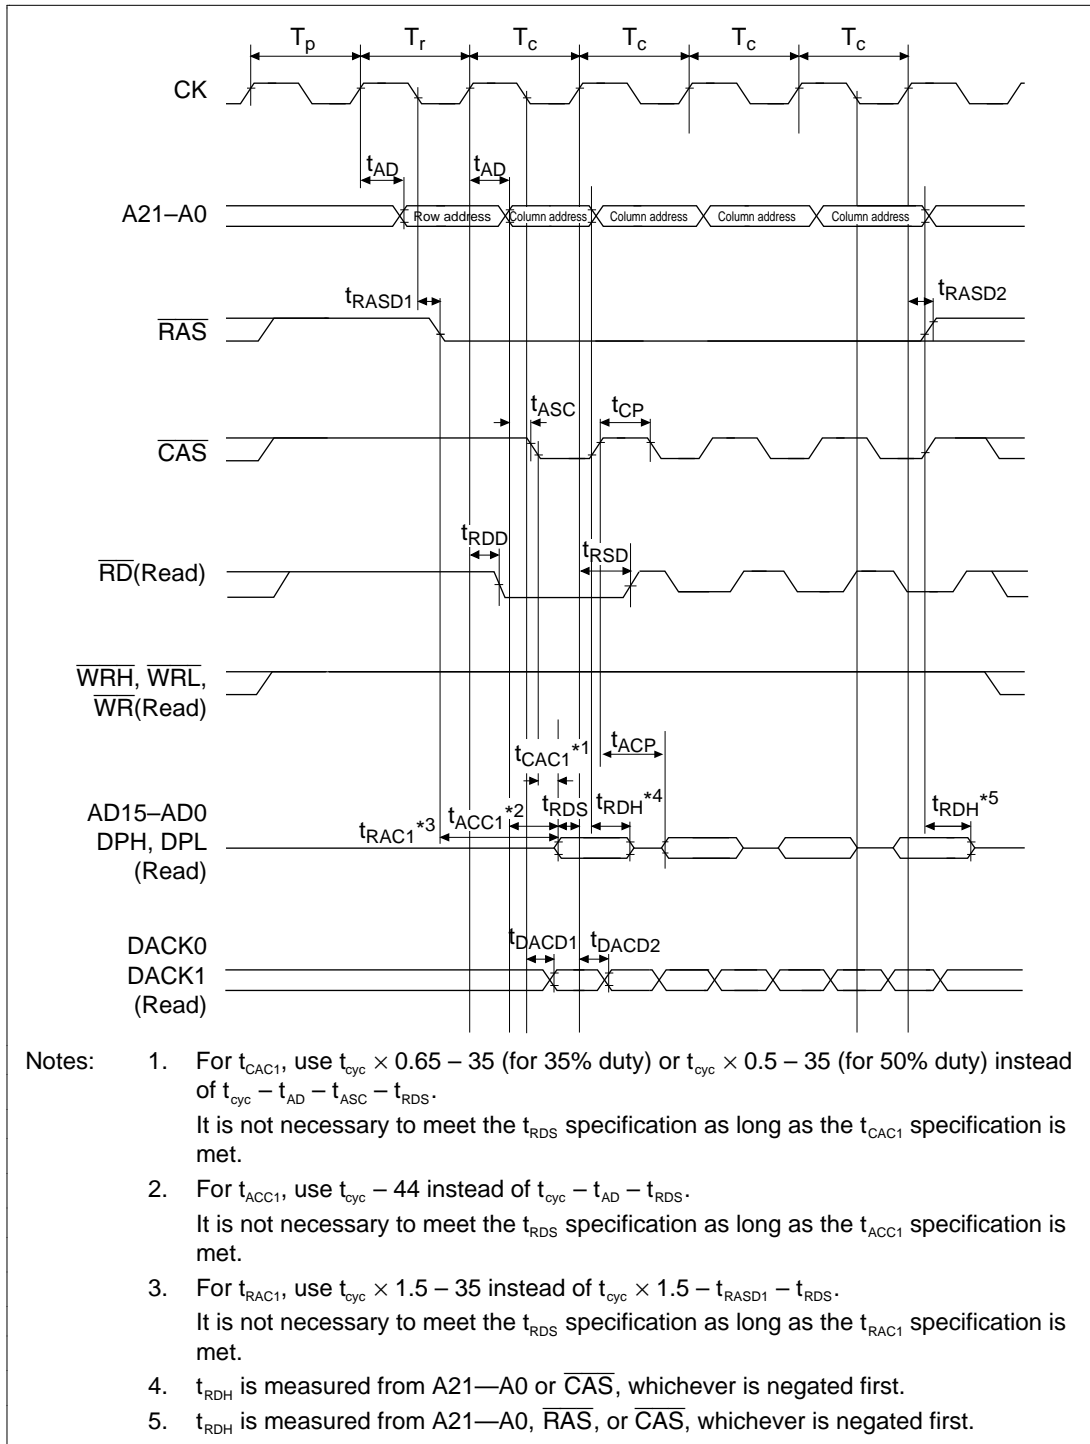 Tp Tr Tc Tc Tc Tc
CK
tAD tAD
A21–A0 Row address Column address Column address Column address Column address
tRASD1 tRASD2
RAS
tASC tCP
CAS
tRDD tRSD
RD(Read)
WRH, WRL,
WR(Read)
tCAC1*1 tACP
AD15–AD0
DPH, DPL
(Read)
tRAC1*3 tACC1*2 tRDS tRDH*4 tRDH*5
DACK0
DACK1
(Read)
tDACD1 tDACD2
Notes: 1. For tCAC1, use tcyc × 0.65 – 35 (for 35% duty) or tcyc × 0.5 – 35 (for 50% duty) instead
of tcyc – tAD – tASC – tRDS.
It is not necessary to meet the tRDS specification as long as the tCAC1 specification is
met.
2. For tACC1, use tcyc – 44 instead of tcyc – tAD – tRDS.
It is not necessary to meet the tRDS specification as long as the tACC1 specification is
met.
3. For tRAC1, use tcyc × 1.5 – 35 instead of tcyc × 1.5 – tRASD1 – tRDS.
It is not necessary to meet the tRDS specification as long as the tRAC1 specification is
met.
4. tRDH is measured from A21—A0 or CAS, whichever is negated first.
5. tRDH is measured from A21—A0, RAS, or CAS, whichever is negated first.